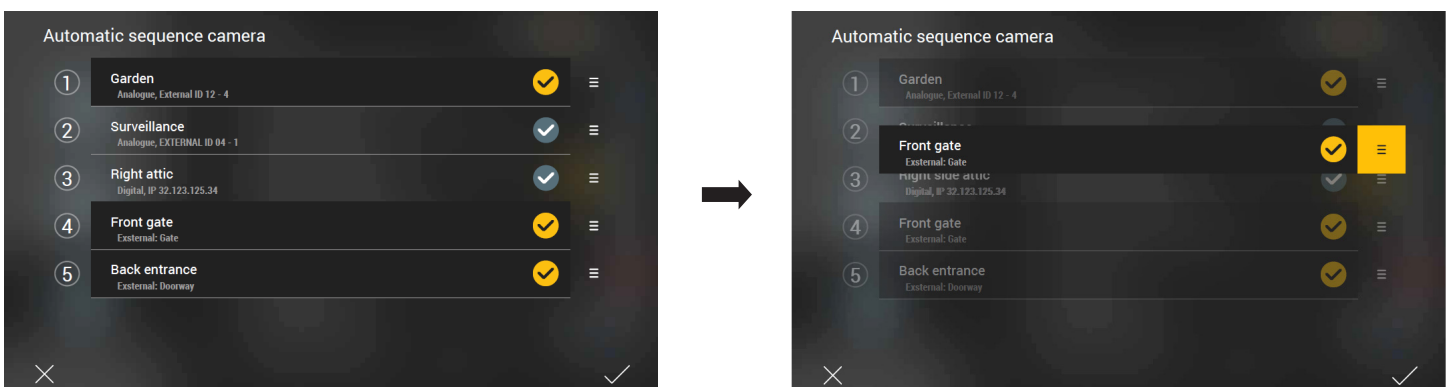 Automatic sequence camera
1 Garden
Analogue, External ID 12 - 4
2 Surveillance
Analogue, EXTERNAL ID 04 - 1
3 Right attic
Digital, IP 32.123.125.34
4 Front gate
Exsternal: Gate
5 Back entrance
Exsternal: Doorway
Automatic sequence camera
1 Garden
Analogue, External ID 12 - 4
2 Surveillance
Front gate
Exsternal: Gate
3 Right side attic
Digital, IP 32.123.125.34
4 Front gate
Exsternal: Gate
5 Back entrance
Exsternal: Doorway